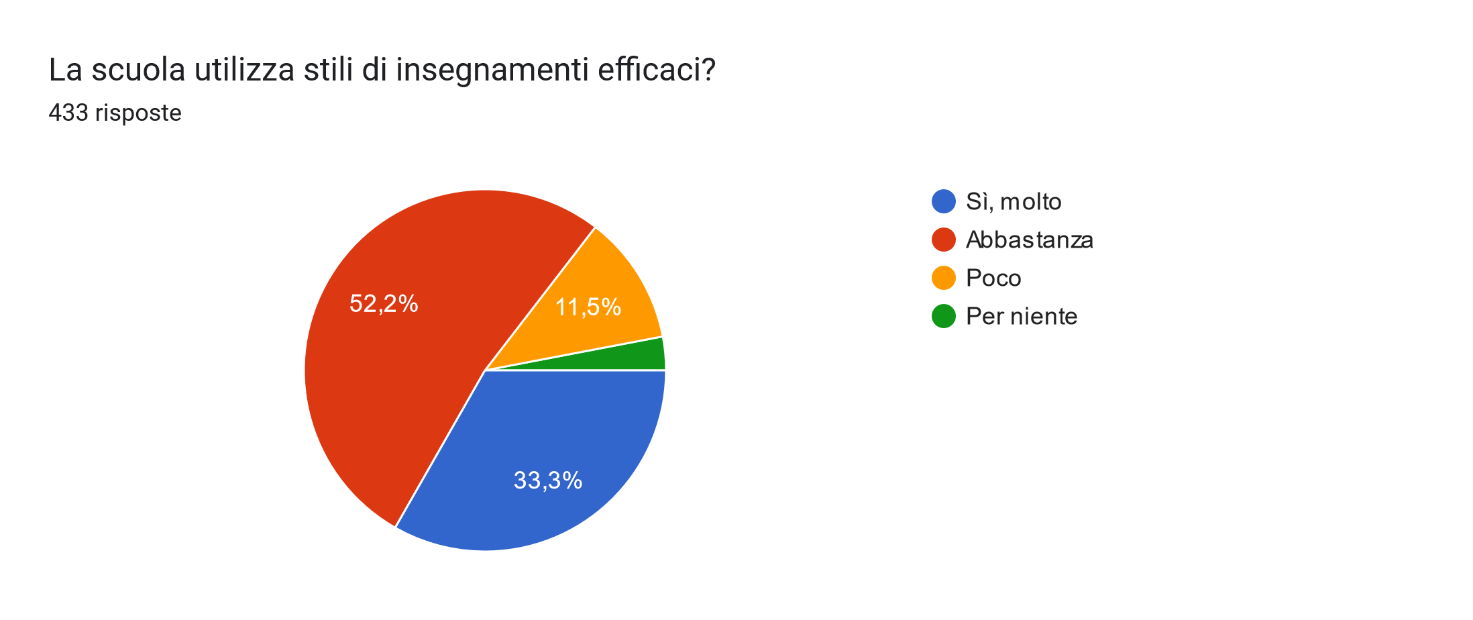 La scuola utilizza stili di insegnamenti efficaci?
433 risposte
Sì, molto
Abbastanza
Poco
Per niente
52,2%
11,5%
33,3%